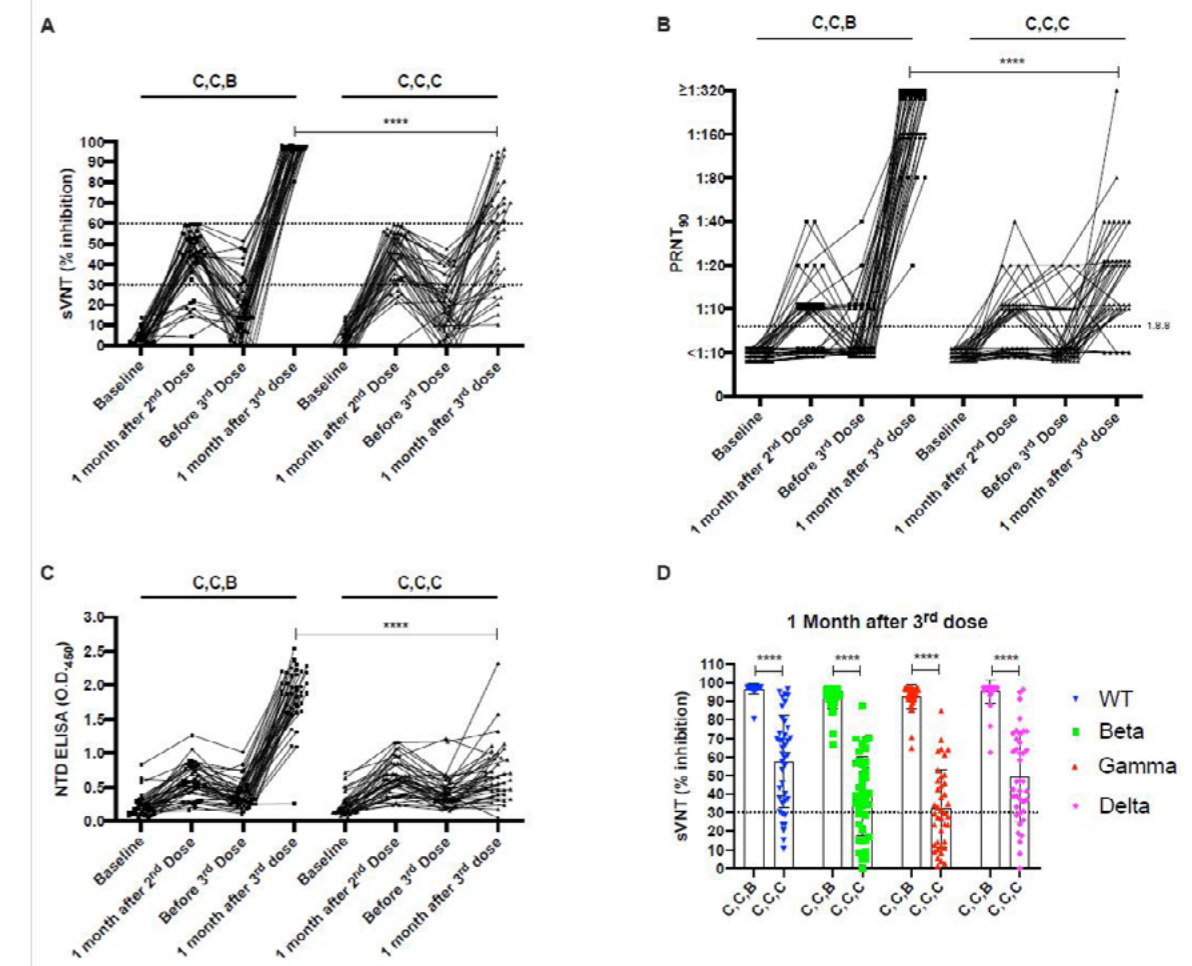 A
C,C,B
C,C,C
****
sVNT (% inhibition)
100
90
80
70
60
50
40
30
20
10
0
Baseline
1 month after 2nd Dose
Before 3rd Dose
1 month after 3rd dose
Baseline
1 month after 2nd Dose
Before 3rd Dose
1 month after 3rd dose
B
C,C,B
C,C,C
****
PRNT90
≥1:320
1:160
1:80
1:40
1:20
1:10
<1:10
0
Baseline
1 month after 2nd Dose
Before 3rd Dose
1 month after 3rd dose
Baseline
1 month after 2nd Dose
Before 3rd Dose
1 month after 3rd dose
C
C,C,B
C,C,C
****
NTD ELISA (O.D.450)
3.0
2.5
2.0
1.5
1.0
0.5
0.0
Baseline
1 month after 2nd Dose
Before 3rd Dose
1 month after 3rd dose
Baseline
1 month after 2nd Dose
Before 3rd Dose
1 month after 3rd dose
D
1 Month after 3rd dose
**** **** **** ****
sVNT (% inhibition)
110
100
90
80
70
60
50
40
30
20
10
0
C,C,B C,C,C C,C,B C,C,C C,C,B C,C,C C,C,B C,C,C
WT
Beta
Gamma
Delta